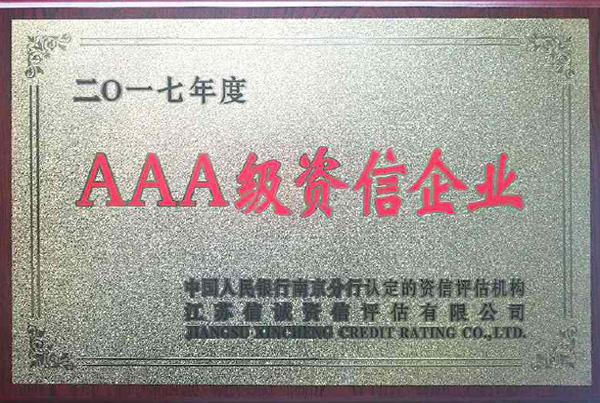 二〇一七年度
AAA级资信企业
中国人民银行南京分行认定的资信评估机构
江苏信诚资信评估有限公司
JIANGSU XINCHENG CREDIT RATING CO.,LTD.